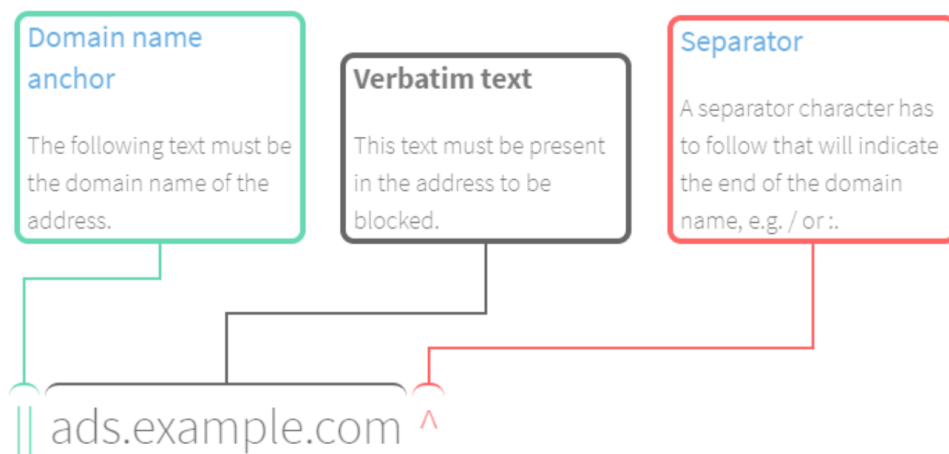 Domain name
anchor
The following text must be
the domain name of the
address.
Verbatim text
This text must be present
in the address to be
blocked.
Separator
A separator character has
to follow that will indicate
the end of the domain
name, e.g. / or :.
||ads.example.com^